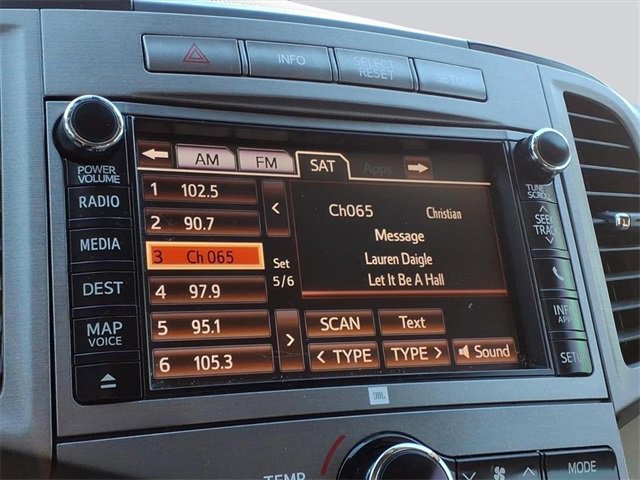 INFO SELECT RESET SETUP
POWER VOLUME
RADIO
MEDIA
DEST
MAP VOICE
AM FM SAT Apps
1 102.5
2 90.7
3 Ch 065
4 97.9
5 95.1
6 105.3
<
Set
5/6
>
Ch065 Christian
Message
Lauren Daigle
Let It Be A Hall
SCAN Text
< TYPE TYPE > Sound
TUNE SCROLL
SEEK TRACK
INFO APPS
SETU
JBL
TEMP
MODE